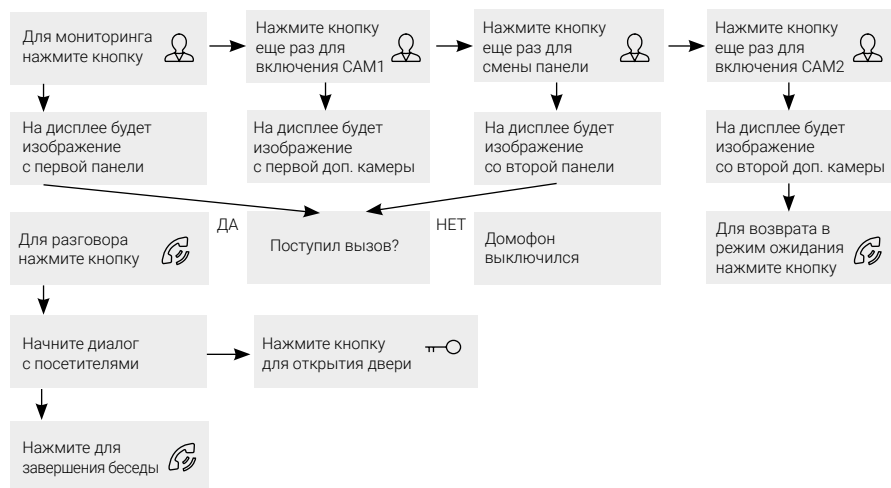 Для мониторинга
нажмите кнопку
Нажмите кнопку
еще раз для
включения CAM1
Нажмите кнопку
еще раз для
смены панели
Нажмите кнопку
еще раз для
включения CAM2
На дисплее будет
изображение
с первой панели
На дисплее будет
изображение
с первой доп. камеры
На дисплее будет
изображение
со второй панели
На дисплее будет
изображение
со второй доп. камеры
Для разговора
нажмите кнопку
ДА
Поступил вызов?
НЕТ
Домофон
выключился
Для возврата в
режим ожидания
нажмите кнопку
Начните диалог
с посетителями
Нажмите кнопку
для открытия двери
Нажмите для
завершения беседы